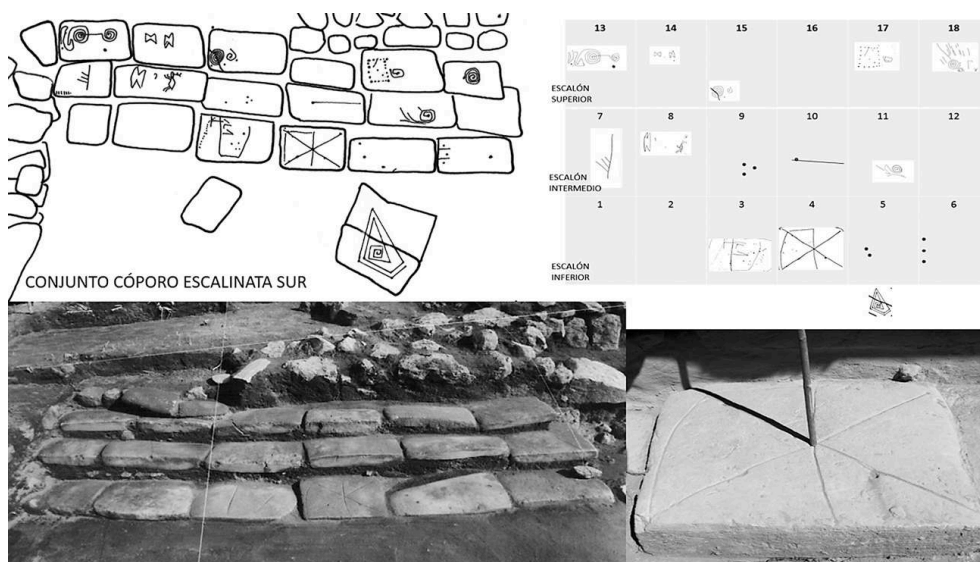 CONJUNTO CÓPORO ESCALINATA SUR
13 14 15 16 17 18
ESCALÓN
SUPERIOR
7 8 9 10 11 12
ESCALÓN
INTERMEDIO
1 2 3 4 5 6
ESCALÓN
INFERIOR